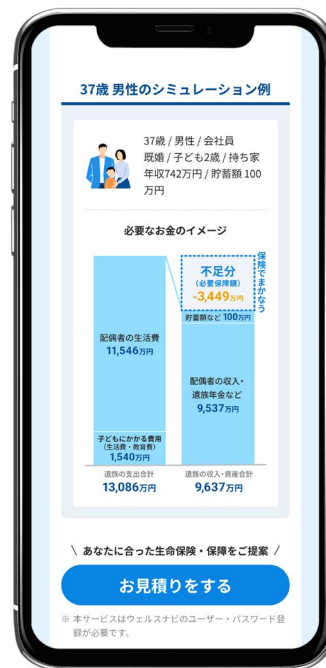 37歳 男性のシミュレーション例
37歳 / 男性 / 会社員
既婚 / 子ども2歳 / 持ち家
年収742万円 / 貯蓄額 100
万円
必要なお金のイメージ
不足分
(必要保障額)
-3,449万円
保険でまかなう
貯蓄額など 100万円
配偶者の生活費
11,546万円
配偶者の収入・
遺族年金など
9,537万円
子どもにかかる費用
(生活費・教育費)
1,540万円
遺族の支出合計
13,086万円
遺族の収入・資産合計
9,637万円
\ あなたに合った生命保険・保障をご提案 /
お見積りをする
※ 本サービスはウェルスナビのユーザー・パスワード登
録が必要です。